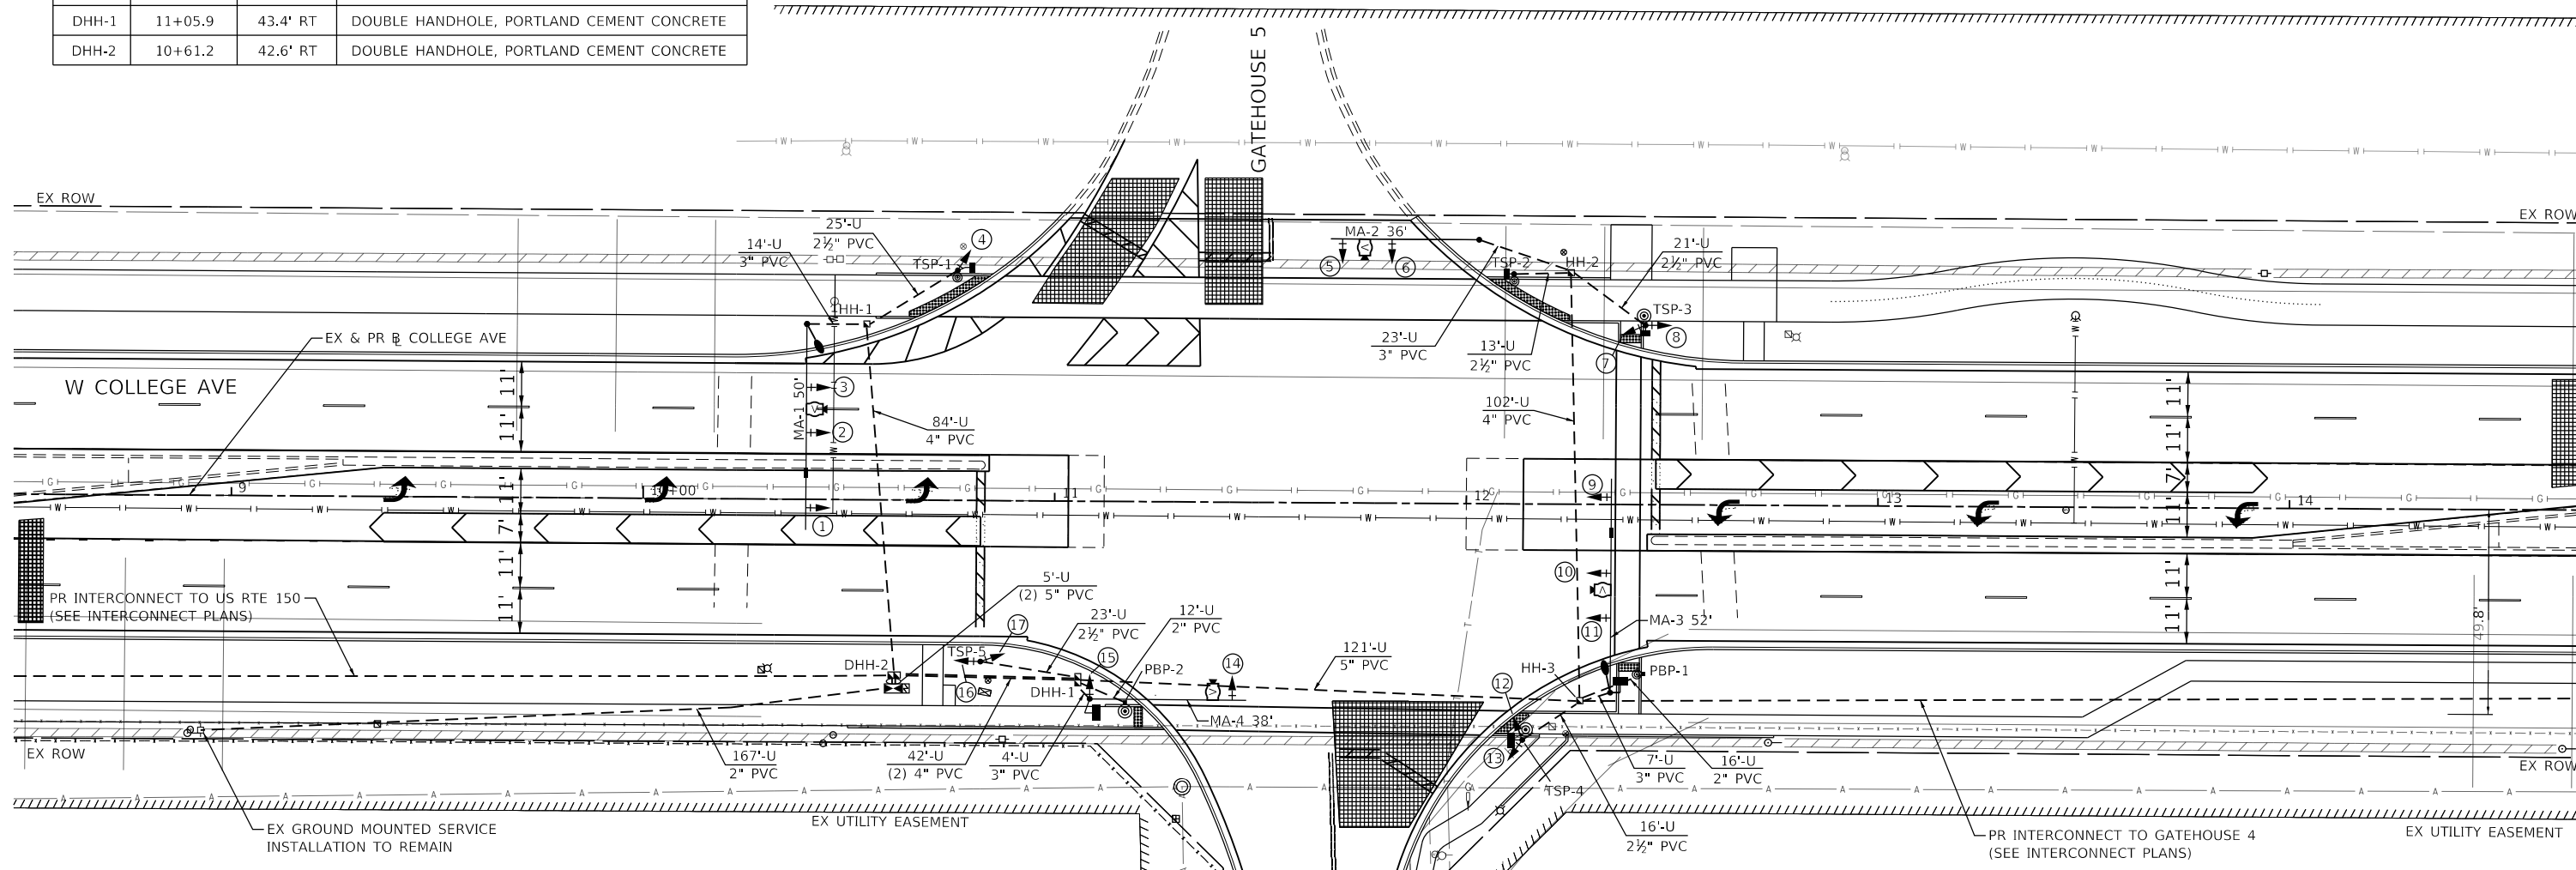 DHH-1 11+05.9 43.4' RT DOUBLE HANDHOLE, PORTLAND CEMENT CONCRETE
DHH-2 10+61.2 42.6' RT DOUBLE HANDHOLE, PORTLAND CEMENT CONCRETE
GATEHOUSE 5
EX ROW
EX ROW
25'-U
2½" PVC
14'-U
3" PVC
TSP-1
4
HH-1
MA-2 36'
5
6
TSP-2
HH-2
21'-U
2½" PVC
TSP-3
8
7
23'-U
3" PVC
13'-U
2½" PVC
EX & PR BL COLLEGE AVE
W COLLEGE AVE
11'
11'
11'
7'
11'
11'
MA-1 50'
3
2
1
84'-U
4" PVC
102'-U
4" PVC
9
10+00
11
12
13
14
9
10
11
MA-3 52'
11'
11'
7'
11'
11'
11'
49.8'
PR INTERCONNECT TO US RTE 150
(SEE INTERCONNECT PLANS)
5'-U
(2) 5" PVC
23'-U
2½" PVC
12'-U
2" PVC
121'-U
5" PVC
17
TSP-5
15
14
16
DHH-2
DHH-1
PBP-2
MA-4 38'
HH-3
PBP-1
12
13
TSP-4
EX ROW
167'-U
2" PVC
42'-U
(2) 4" PVC
4'-U
3" PVC
7'-U
3" PVC
16'-U
2" PVC
16'-U
2½" PVC
EX ROW
EX GROUND MOUNTED SERVICE
INSTALLATION TO REMAIN
EX UTILITY EASEMENT
PR INTERCONNECT TO GATEHOUSE 4
(SEE INTERCONNECT PLANS)
EX UTILITY EASEMENT